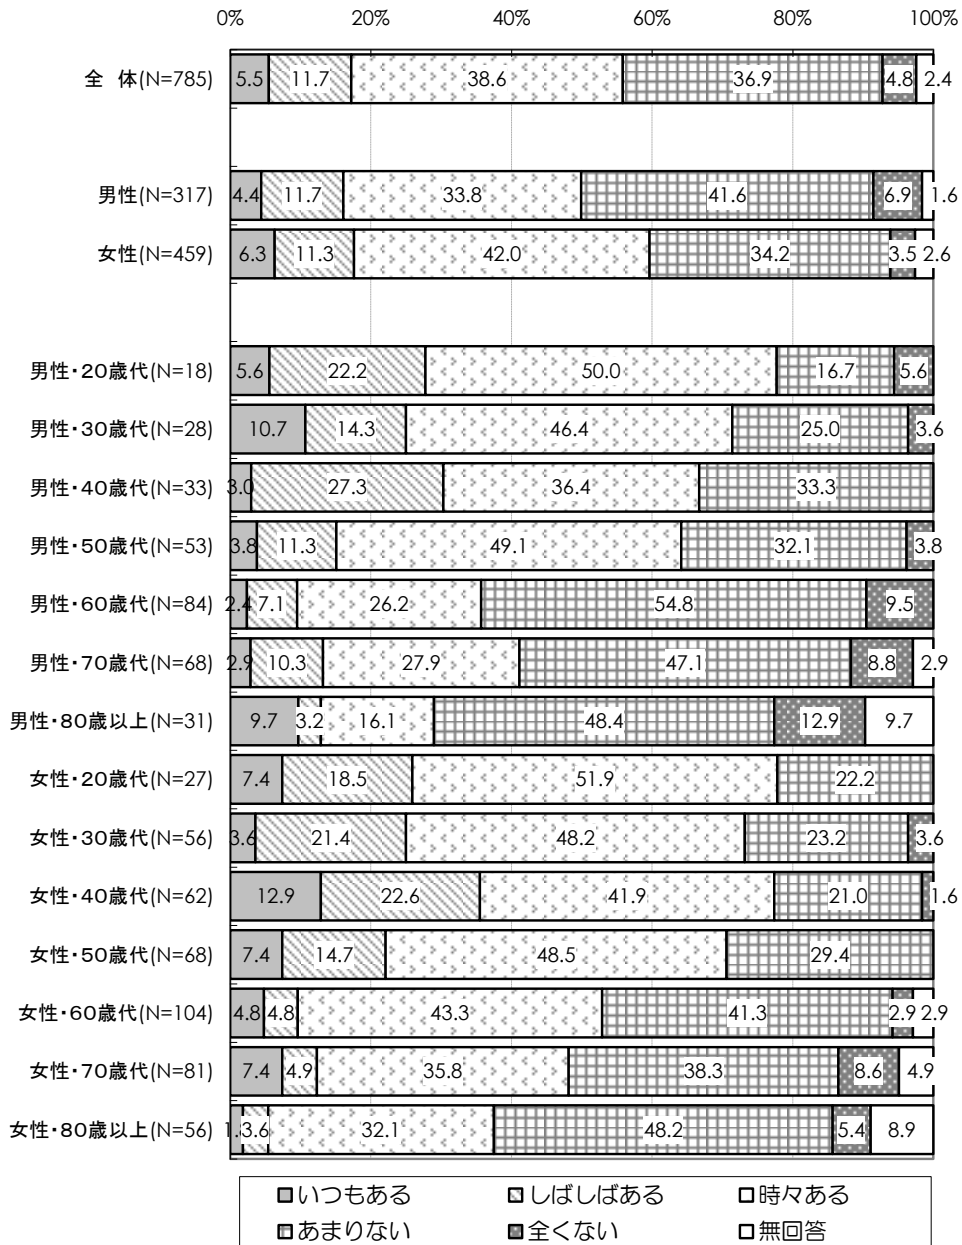 0% 20% 40% 60% 80% 100%
全 体(N=785) 5.5 11.7 38.6 36.9 4.8 2.4
男性(N=317) 4.4 11.7 33.8 41.6 6.9 1.6
女性(N=459) 6.3 11.3 42.0 34.2 3.5 2.6
男性・20歳代(N=18) 5.6 22.2 50.0 16.7 5.6
男性・30歳代(N=28) 10.7 14.3 46.4 25.0 3.6
男性・40歳代(N=33) 3.0 27.3 36.4 33.3
男性・50歳代(N=53) 3.8 11.3 49.1 32.1 3.8
男性・60歳代(N=84) 2.4 7.1 26.2 54.8 9.5
男性・70歳代(N=68) 2.9 10.3 27.9 47.1 8.8 2.9
男性・80歳以上(N=31) 9.7 3.2 16.1 48.4 12.9 9.7
女性・20歳代(N=27) 7.4 18.5 51.9 22.2
女性・30歳代(N=56) 3.6 21.4 48.2 23.2 3.6
女性・40歳代(N=62) 12.9 22.6 41.9 21.0 1.6
女性・50歳代(N=68) 7.4 14.7 48.5 29.4
女性・60歳代(N=104) 4.8 4.8 43.3 41.3 2.9 2.9
女性・70歳代(N=81) 7.4 4.9 35.8 38.3 8.6 4.9
女性・80歳以上(N=56) 3.6 32.1 48.2 5.4 8.9
いつもある しばしばある 時々ある
あまりない 全くない 無回答